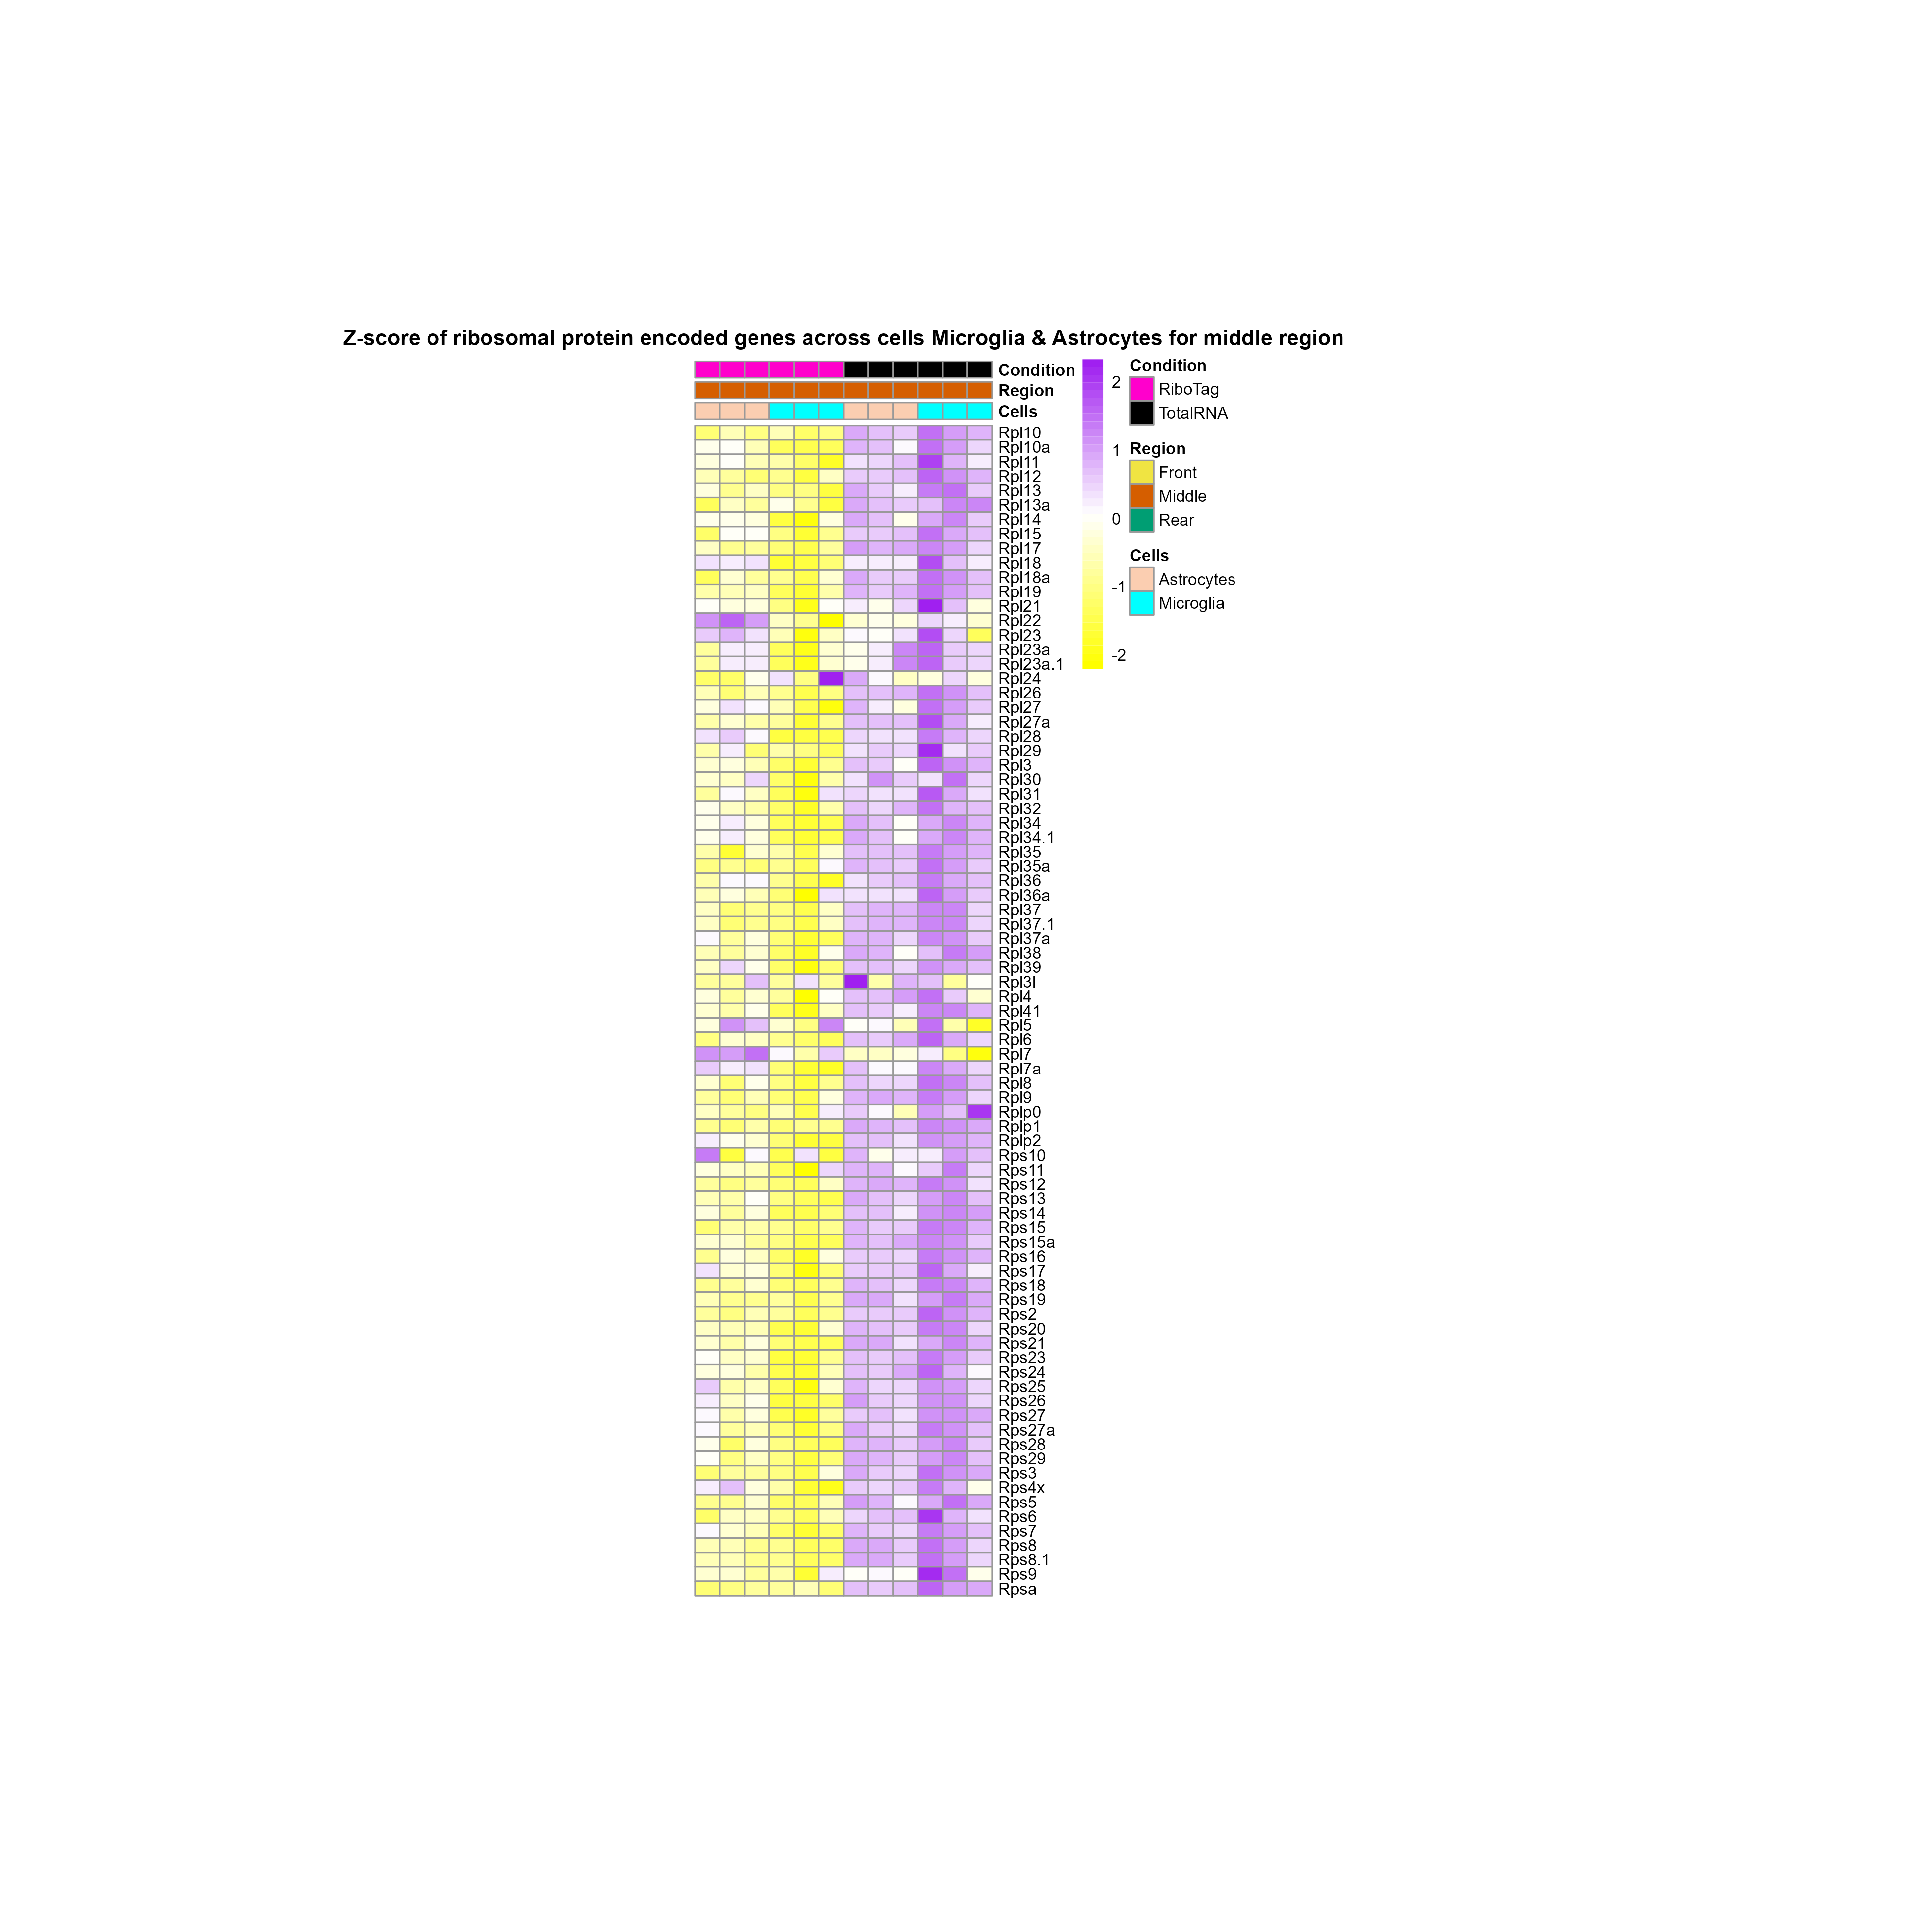 Z-score of ribosomal protein encoded genes across cells Microglia & Astrocytes for middle region
Condition
Region
Cells
Rpl10
Rpl10a
Rpl11
Rpl12
Rpl13
Rpl13a
Rpl14
Rpl15
Rpl17
Rpl18
Rpl18a
Rpl19
Rpl21
Rpl22
Rpl23
Rpl23a
Rpl23a.1
Rpl24
Rpl26
Rpl27
Rpl27a
Rpl28
Rpl29
Rpl3
Rpl30
Rpl31
Rpl32
Rpl34
Rpl34.1
Rpl35
Rpl35a
Rpl36
Rpl36a
Rpl37
Rpl37.1
Rpl37a
Rpl38
Rpl39
Rpl3l
Rpl4
Rpl41
Rpl5
Rpl6
Rpl7
Rpl7a
Rpl8
Rpl9
Rplp0
Rplp1
Rplp2
Rps10
Rps11
Rps12
Rps13
Rps14
Rps15
Rps15a
Rps16
Rps17
Rps18
Rps19
Rps2
Rps20
Rps21
Rps23
Rps24
Rps25
Rps26
Rps27
Rps27a
Rps28
Rps29
Rps3
Rps4x
Rps5
Rps6
Rps7
Rps8
Rps8.1
Rps9
Rpsa
2
1
0
-1
-2
Condition
RiboTag
TotalRNA
Region
Front
Middle
Rear
Cells
Astrocytes
Microglia